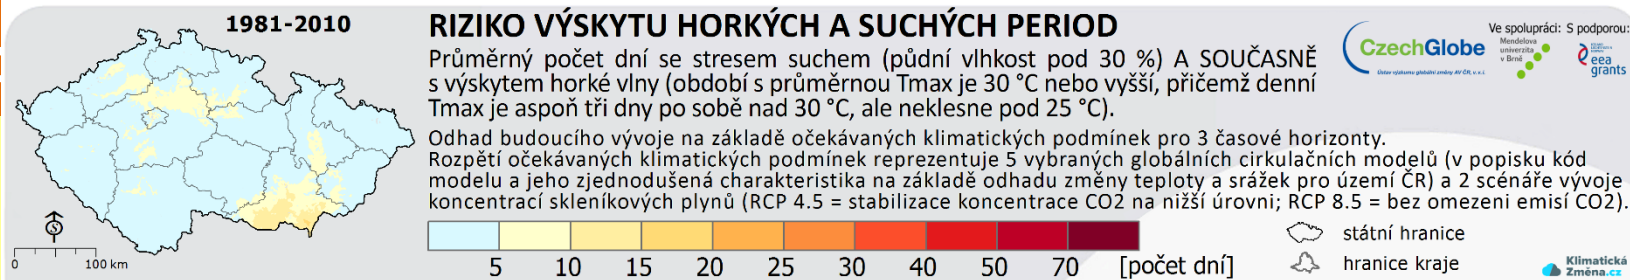 1981-2010
RIZIKO VÝSKYTU HORKÝCH A SUCHÝCH PERIOD
Průměrný počet dní se stresem suchem (půdní vlhkost pod 30 %) A SOUČASNĚ
s výskytem horké vlny (období s průměrnou Tmax je 30 °C nebo vyšší, přičemž denní
Tmax je aspoň tři dny po sobě nad 30 °C, ale neklesne pod 25 °C).
Odhad budoucího vývoje na základě očekávaných klimatických podmínek pro 3 časové horizonty.
Rozpětí očekávaných klimatických podmínek reprezentuje 5 vybraných globálních cirkulačních modelů (v popisku kód
modelu a jeho zjednodušená charakteristika na základě odhadu změny teploty a srážek pro území ČR) a 2 scénáře vývoje
koncentrací skleníkových plynů (RCP 4.5 = stabilizace koncentrace CO2 na nižší úrovni; RCP 8.5 = bez omezeni emisí CO2).
CzechGlobe
Ústav výzkumu globální změny AV ČR, v.v.i.
Ve spolupráci: S podporou:
Mendelova
univerzita
v Brně
eea
grants
S
0 100 km
5 10 15 20 25 30 40 50 70 [počet dní]
státní hranice
hranice kraje
Klimatická
Změna.cz